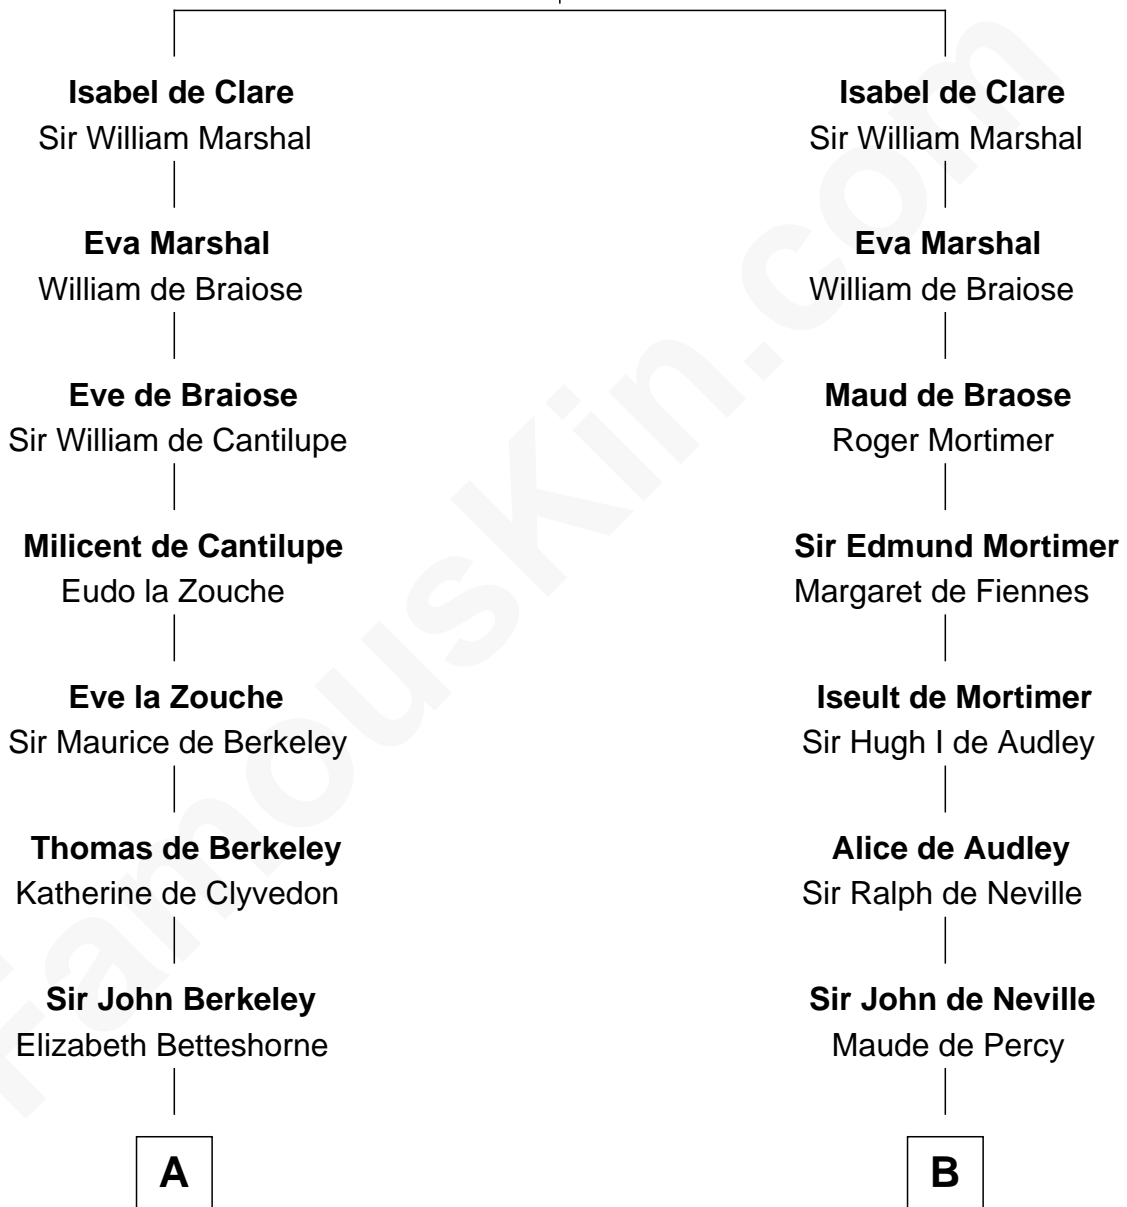 Isabel de Clare
Sir William Marshal
Eva Marshal
William de Braiose
Eve de Braiose
Sir William de Cantilupe
Milicent de Cantilupe
Eudo la Zouche
Eve la Zouche
Sir Maurice de Berkeley
Thomas de Berkeley
Katherine de Clyvedon
Sir John Berkeley
Elizabeth Betteshorne
A
Isabel de Clare
Sir William Marshal
Eva Marshal
William de Braiose
Maud de Braose
Roger Mortimer
Sir Edmund Mortimer
Margaret de Fiennes
Iseult de Mortimer
Sir Hugh I de Audley
Alice de Audley
Sir Ralph de Neville
Sir John de Neville
Maude de Percy
B
FamousKin.com